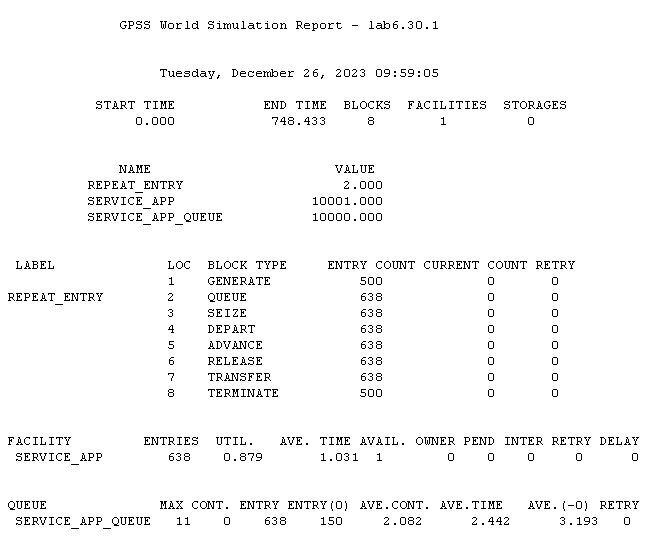 GPSS World Simulation Report - lab6.30.1
Tuesday, December 26, 2023 09:59:05
START TIME END TIME BLOCKS FACILITIES STORAGES
0.000 748.433 8 1 0
NAME VALUE
REPEAT_ENTRY 2.000
SERVICE_APP 10001.000
SERVICE_APP_QUEUE 10000.000
LABEL LOC BLOCK TYPE ENTRY COUNT CURRENT COUNT RETRY
1 GENERATE 500 0 0
REPEAT_ENTRY 2 QUEUE 638 0 0
3 SEIZE 638 0 0
4 DEPART 638 0 0
5 ADVANCE 638 0 0
6 RELEASE 638 0 0
7 TRANSFER 638 0 0
8 TERMINATE 500 0 0
FACILITY ENTRIES UTIL. AVE. TIME AVAIL. OWNER PEND INTER RETRY DELAY
SERVICE_APP 638 0.879 1.031 1 0 0 0 0 0
QUEUE MAX CONT. ENTRY ENTRY(0) AVE.CONT. AVE.TIME AVE.(-0) RETRY
SERVICE_APP_QUEUE 11 0 638 150 2.082 2.442 3.193 0